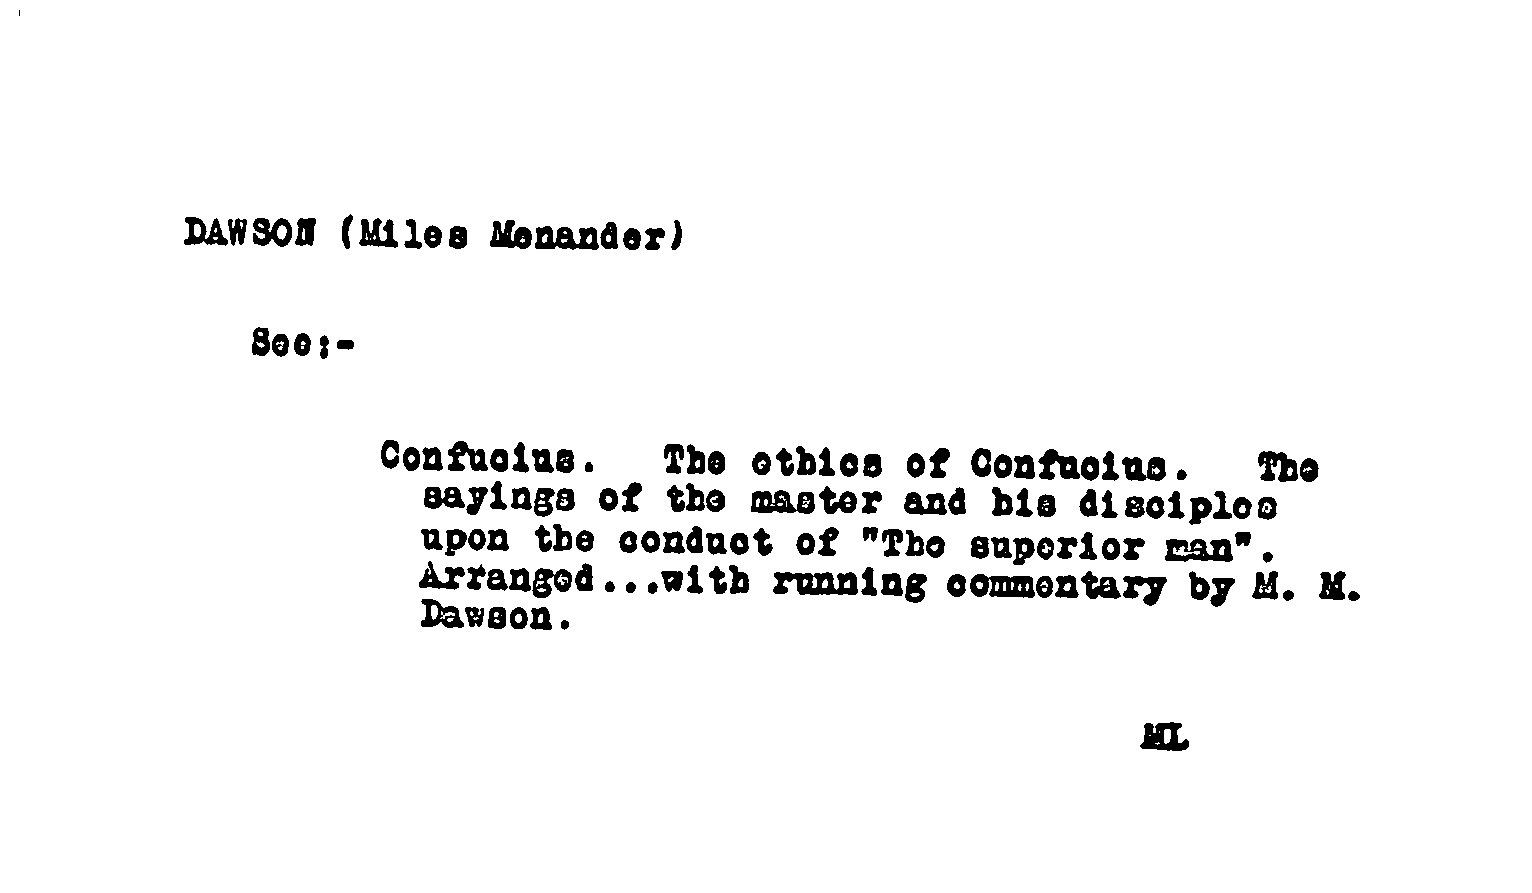 DAWSON (Miles Menander)
See:-
Confucius. The ethics of Confucius. The
sayings of the master and his disciples
upon the conduct of "The superior man".
Arranged...with running commentary by M. M.
Dawson.
ML